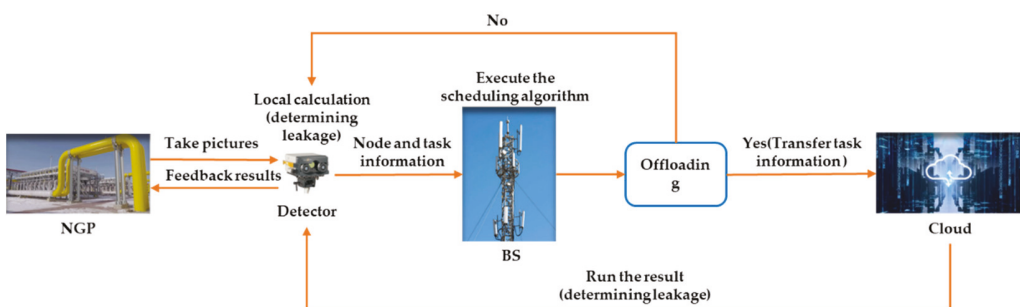 No
Execute the
scheduling algorithm
Local calculation
(determining
leakage)
Take pictures
Feedback results
Node and task
information
Offloadin
g
Yes(Transfer task
information)
Detector
NGP
BS
Cloud
Run the result
(determining leakage)